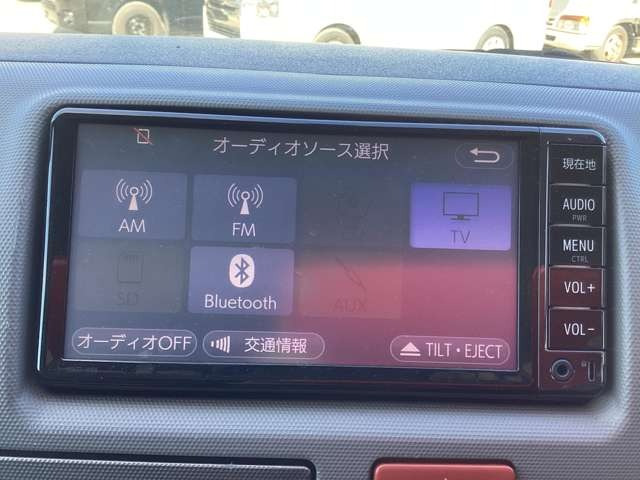 オーディオソース選択
現在地
AM
FM
TV
AUDIO
PWR
MENU
CTRL
SD
Bluetooth
AUX
VOL+
オーディオOFF
交通情報
TILT・EJECT
VOL-